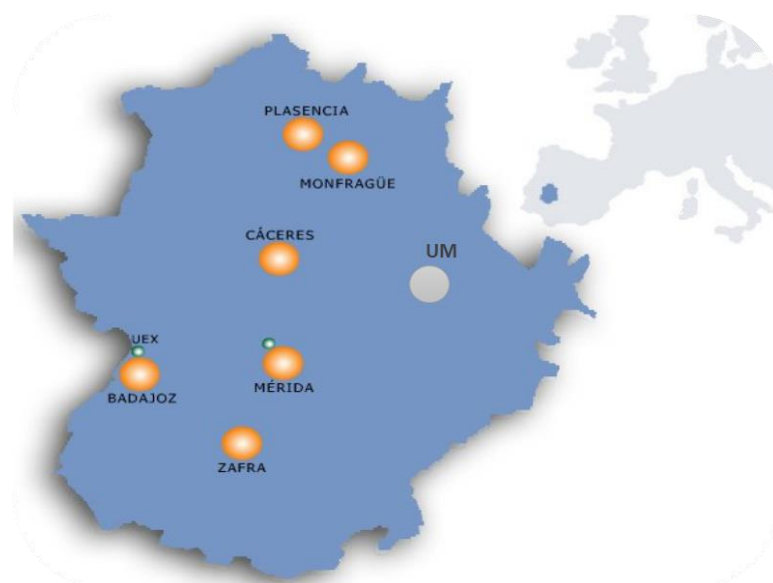 PLASENCIA
MONFRAGÜE
CÁCERES
UM
UEX
BADAJOZ
MÉRIDA
ZAFRA